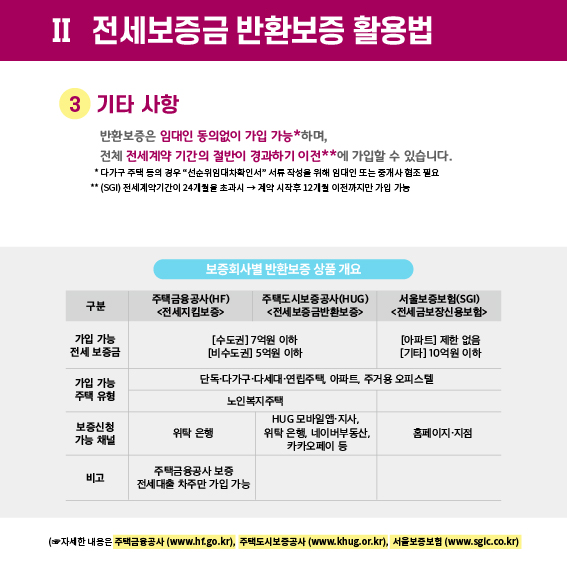 II 전세보증금 반환보증 활용법
3 기타 사항
반환보증은 임대인 동의없이 가입 가능*하며,
전체 전세계약 기간의 절반이 경과하기 이전**에 가입할 수 있습니다.
* 다가구 주택 등의 경우 “선순위임대차확인서” 서류 작성을 위해 임대인 또는 중개사 협조 필요
** (SGI) 전세계약기간이 24개월을 초과시 → 계약 시작후 12개월 이전까지만 가입 가능
보증회사별 반환보증 상품 개요
구분
주택금융공사(HF)
<전세지킴보증>
주택도시보증공사(HUG)
<전세보증금반환보증>
서울보증보험(SGI)
<전세금보장신용보험>
가입 가능
전세 보증금
[수도권] 7억원 이하
[비수도권] 5억원 이하
[아파트] 제한 없음
[기타] 10억원 이하
가입 가능
주택 유형
단독·다가구·다세대·연립주택, 아파트, 주거용 오피스텔
노인복지주택
보증신청
가능 채널
위탁 은행
HUG 모바일앱·지사,
위탁 은행, 네이버부동산,
카카오페이 등
홈페이지·지점
비고
주택금융공사 보증
전세대출 차주만 가입 가능
(☞자세한 내용은 주택금융공사 (www.hf.go.kr), 주택도시보증공사 (www.khug.or.kr), 서울보증보험 (www.sgic.co.kr)